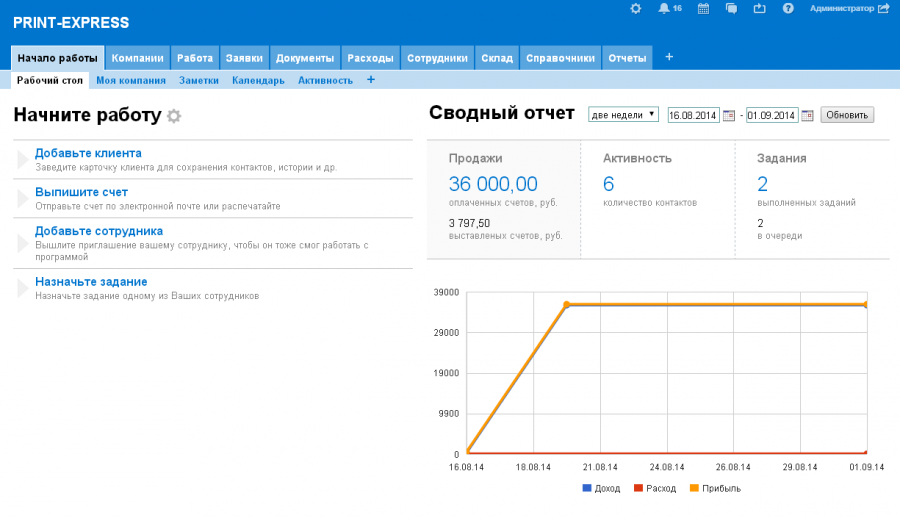 16 Администратор
PRINT-EXPRESS
Начало работы Компании Работа Заявки Документы Расходы Сотрудники Склад Справочники Отчеты +
Рабочий стол Моя компания Заметки Календарь Активность +
Начните работу
Добавьте клиента
Заведите карточку клиента для сохранения контактов, истории и др.
Выпишите счет
Отправьте счет по электронной почте или распечатайте
Добавьте сотрудника
Вышлите приглашение вашему сотруднику, чтобы он тоже смог работать с
программой
Назначьте задание
Назначьте задание одному из Ваших сотрудников
Сводный отчет две недели 16.08.2014 - 01.09.2014 Обновить
Продажи Активность Задания
36 000,00 6 2
оплаченных счетов, руб. количество контактов выполненных заданий
3 797,50 2
выставленых счетов, руб. в очереди
39000
29000
19000
9900
0
16.08.14 18.08.14 21.08.14 24.08.14 26.08.14 29.08.14 01.09.14
Доход Расход Прибыль